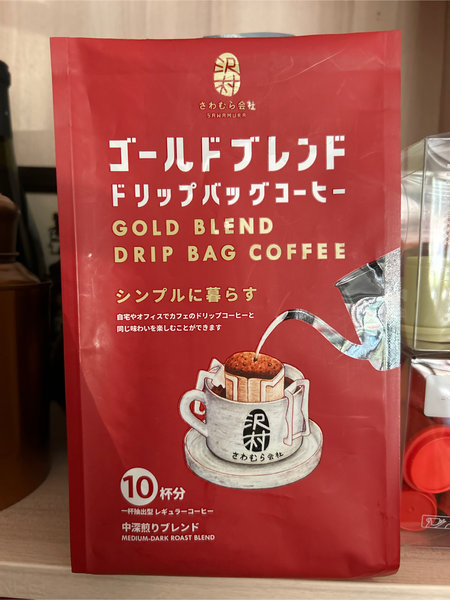 沢村
さわむら会社
SAWAMURA
ゴールドブレンド
ドリップバッグコーヒー
GOLD BLEND
DRIP BAG COFFEE
シンプルに暮らす
自宅やオフィスでカフェのドリップコーヒーと
同じ味わいを楽しむことができます
沢村
さわむら会社
10杯分
一杯抽出型 レギュラーコーヒー
中深煎りブレンド
MEDIUM-DARK ROAST BLEND